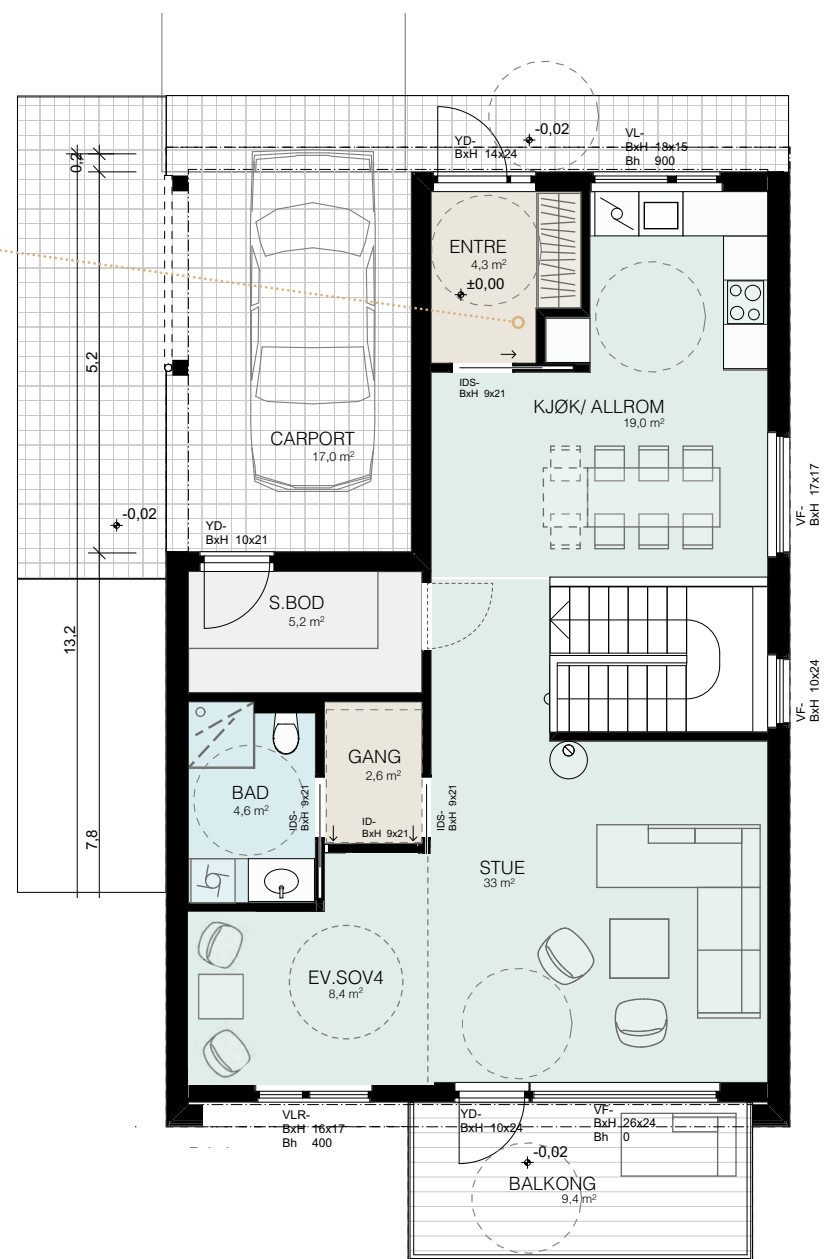 -0,02
YD-
BxH 14x24
VL-
BxH 18x15
Bh 900
0,2
ENTRE
4,3 m²
±0,00
IDS-
BxH 9x21
KJØK/ ALLROM
19,0 m²
5,2
CARPORT
17,0 m²
VF-
BxH 17x17
-0,02
YD-
BxH 10x21
S.BOD
5,2 m²
13,2
VF-
BxH 10x24
GANG
2,6 m²
BAD
4,6 m²
IDS-
BxH 9x21
ID-
BxH 9x21
IDS-
BxH 9x21
7,8
STUE
33 m²
EV.SOV4
8,4 m²
VLR-
BxH 16x17
Bh 400
YD-
BxH 10x24
VF-
BxH 26x24
Bh 0
-0,02
BALKONG
9,4 m²